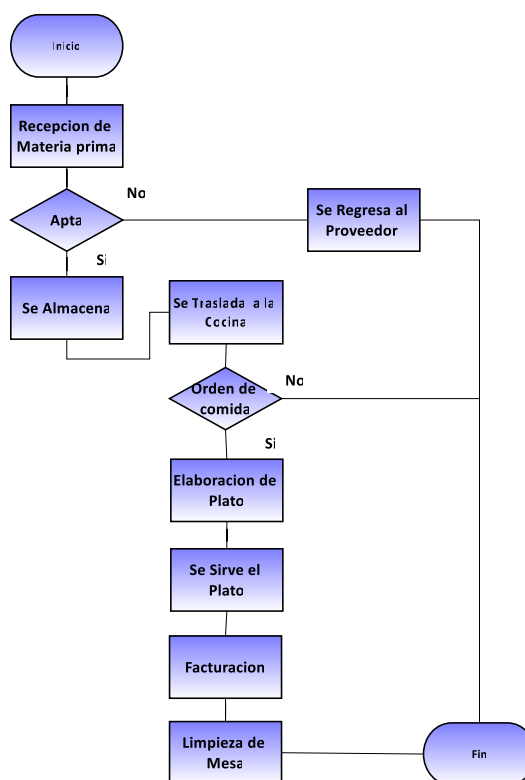 Inicio
Recepcion de
Materia prima
No
Apta
Se Regresa al
Proveedor
Si
Se Almacena
Se Traslada a la
Cocina
No
Orden de
comida
Si
Elaboracion de
Plato
Se Sirve el
Plato
Facturacion
Limpieza de
Mesa
Fin